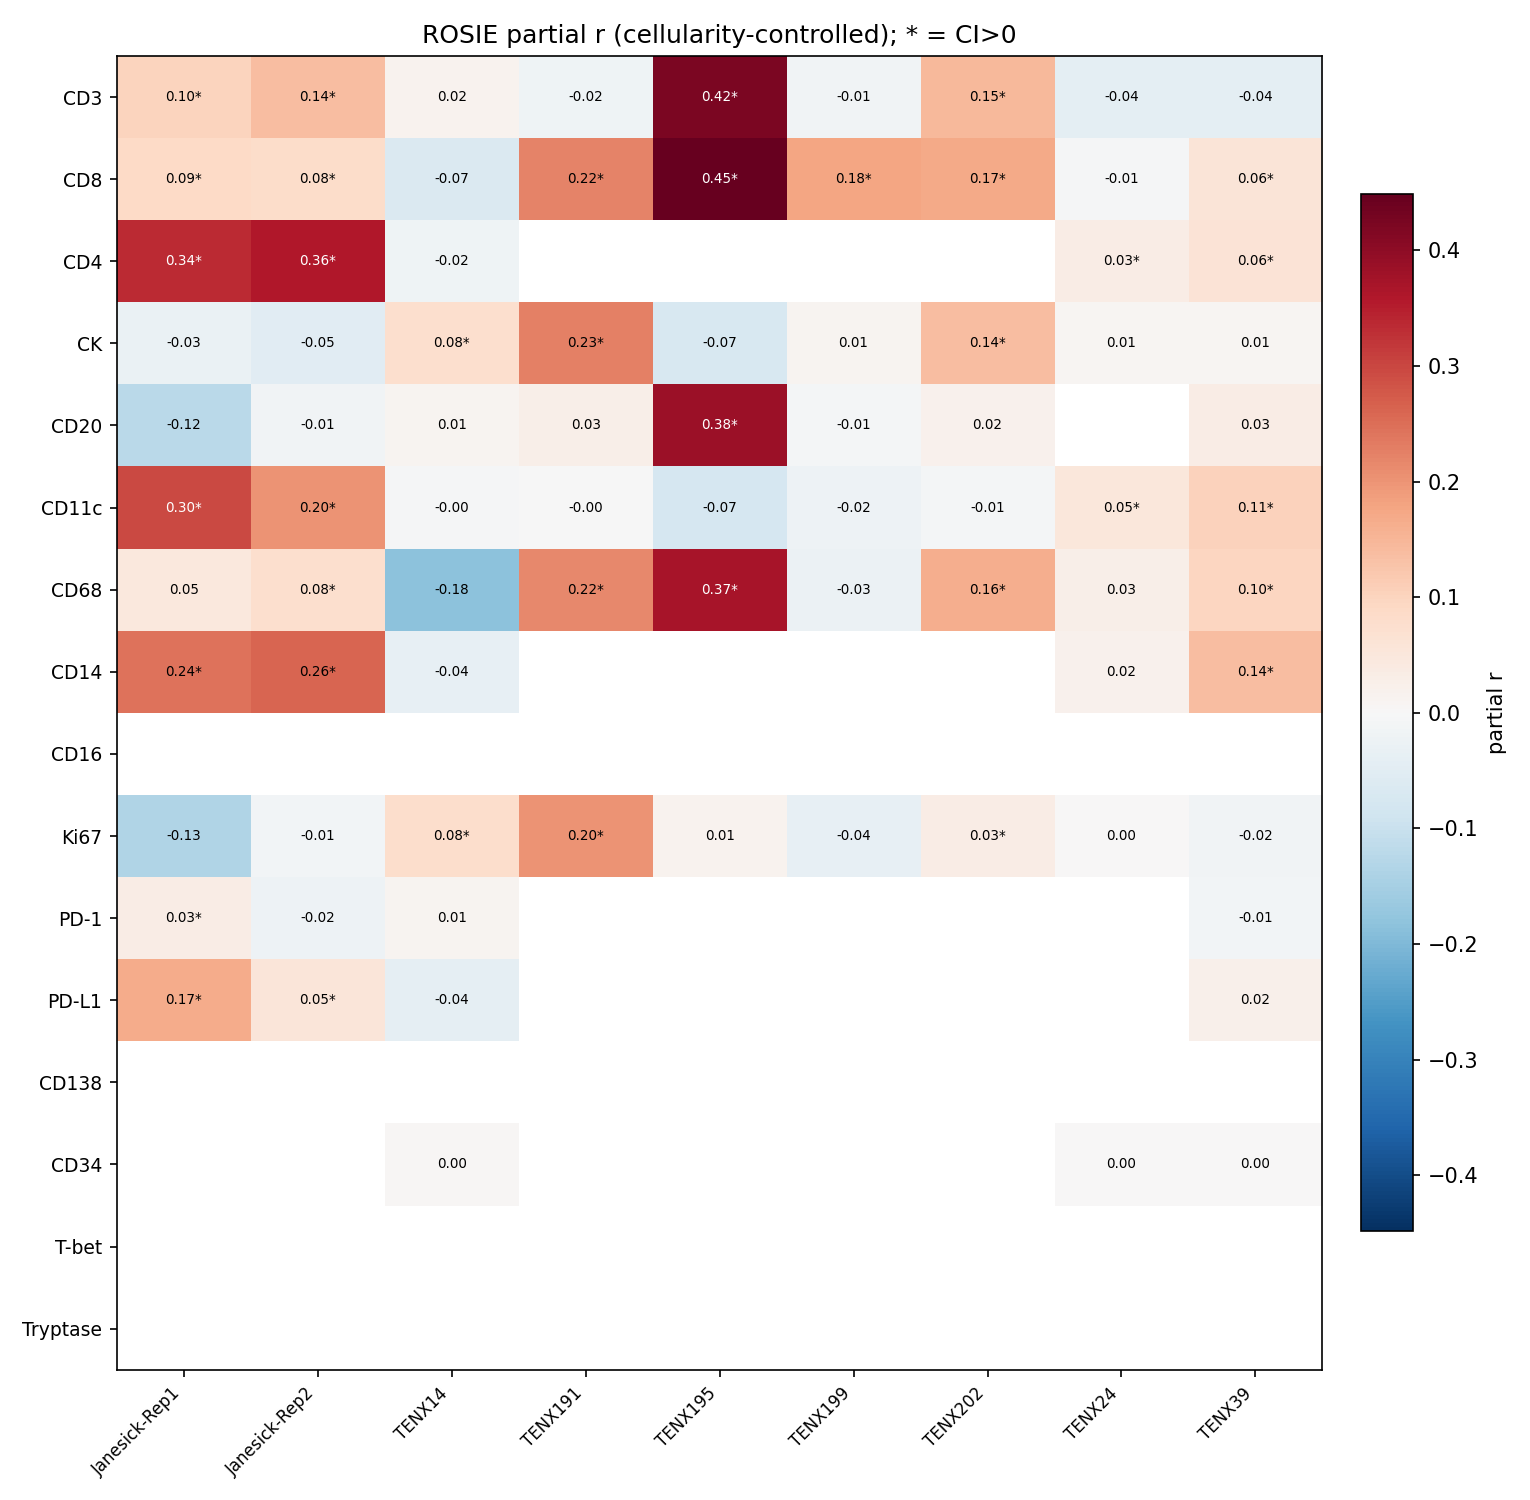 ROSIE partial r (cellularity-controlled); * = CI>0
CD3 0.10* 0.14* 0.02 -0.02 0.42* -0.01 0.15* -0.04 -0.04
CD8 0.09* 0.08* -0.07 0.22* 0.45* 0.18* 0.17* -0.01 0.06*
CD4 0.34* 0.36* -0.02 0.03* 0.06*
CK -0.03 -0.05 0.08* 0.23* -0.07 0.01 0.14* 0.01 0.01
CD20 -0.12 -0.01 0.01 0.03 0.38* -0.01 0.02 0.03
CD11c 0.30* 0.20* -0.00 -0.00 -0.07 -0.02 -0.01 0.05* 0.11*
CD68 0.05 0.08* -0.18 0.22* 0.37* -0.03 0.16* 0.03 0.10*
CD14 0.24* 0.26* -0.04 0.02 0.14*
CD16
Ki67 -0.13 -0.01 0.08* 0.20* 0.01 -0.04 0.03* 0.00 -0.02
PD-1 0.03* -0.02 0.01 -0.01
PD-L1 0.17* 0.05* -0.04 0.02
CD138
CD34 0.00 0.00 0.00
T-bet
Tryptase
Janesick-Rep1 Janesick-Rep2 TENX14 TENX191 TENX195 TENX199 TENX202 TENX24 TENX39
0.4
0.3
0.2
0.1
0.0
−0.1
−0.2
−0.3
−0.4
partial r